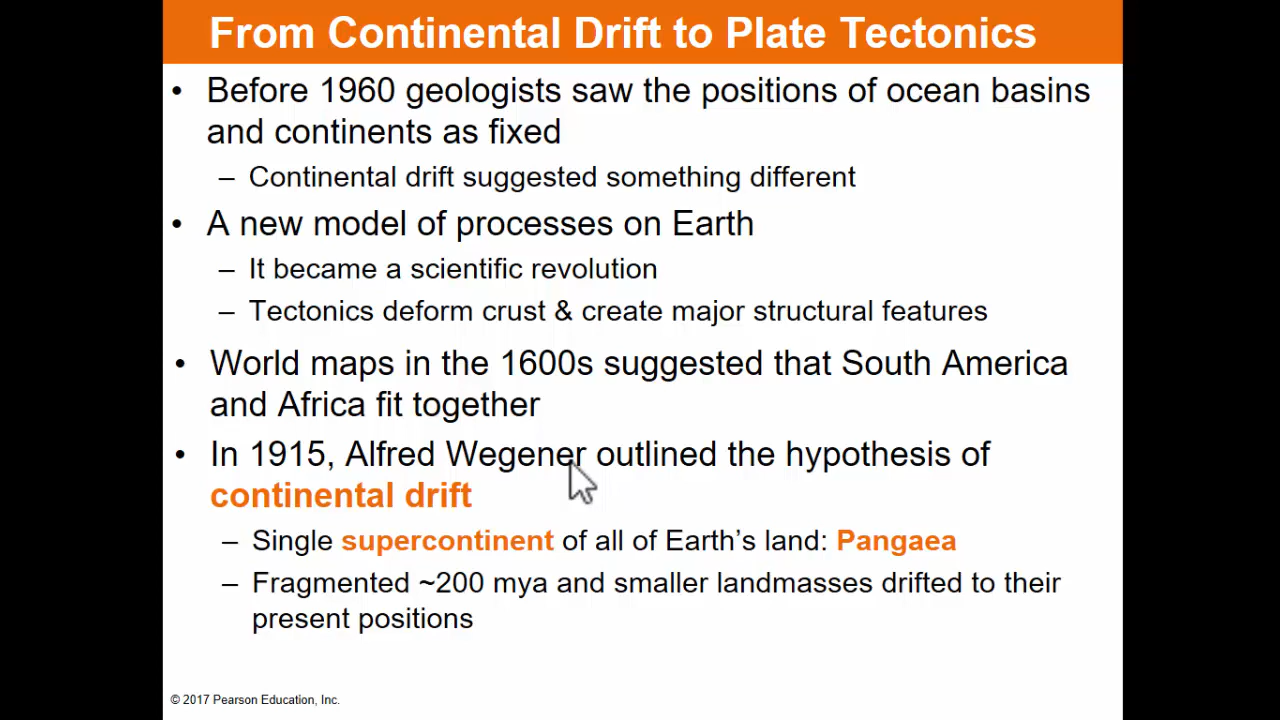 From Continental Drift to Plate Tectonics
• Before 1960 geologists saw the positions of ocean basins
and continents as fixed
– Continental drift suggested something different
• A new model of processes on Earth
– It became a scientific revolution
– Tectonics deform crust & create major structural features
• World maps in the 1600s suggested that South America
and Africa fit together
• In 1915, Alfred Wegener outlined the hypothesis of
continental drift
– Single supercontinent of all of Earth's land: Pangaea
– Fragmented ~200 mya and smaller landmasses drifted to their
present positions
© 2017 Pearson Education, Inc.